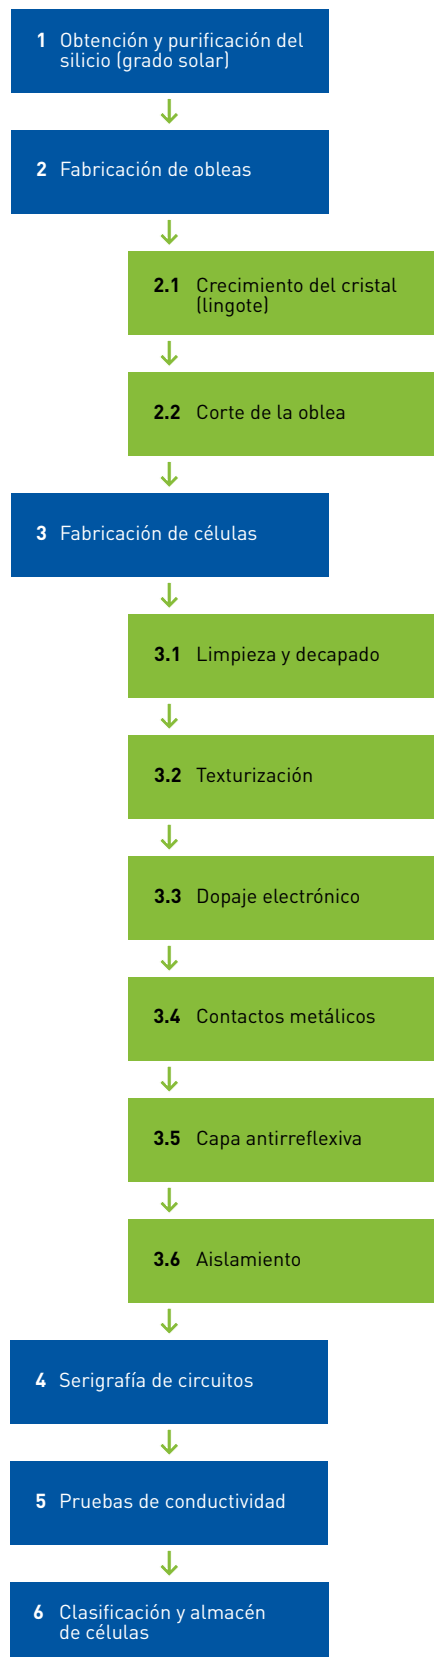 1 Obtención y purificación del
silicio (grado solar)
2 Fabricación de obleas
2.1 Crecimiento del cristal
(lingote)
2.2 Corte de la oblea
3 Fabricación de células
3.1 Limpieza y decapado
3.2 Texturización
3.3 Dopaje electrónico
3.4 Contactos metálicos
3.5 Capa antirreflexiva
3.6 Aislamiento
4 Serigrafía de circuitos
5 Pruebas de conductividad
6 Clasificación y almacén
de células